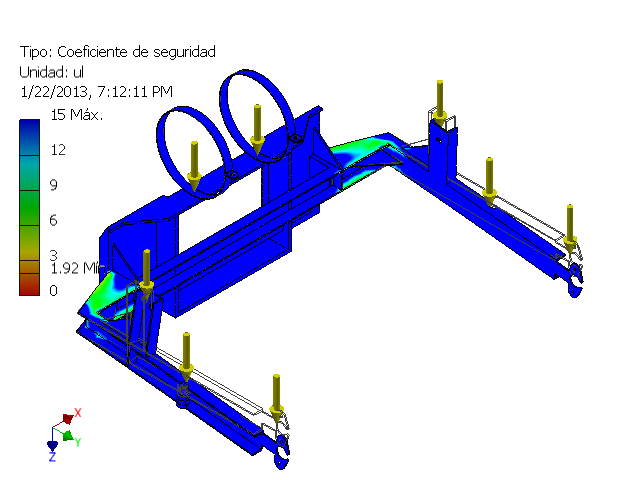 Tipo: Coeficiente de seguridad
Unidad: ul
1/22/2013, 7:12:11 PM
15 Máx.
12
9
6
3
1.92
0
X
Y
Z